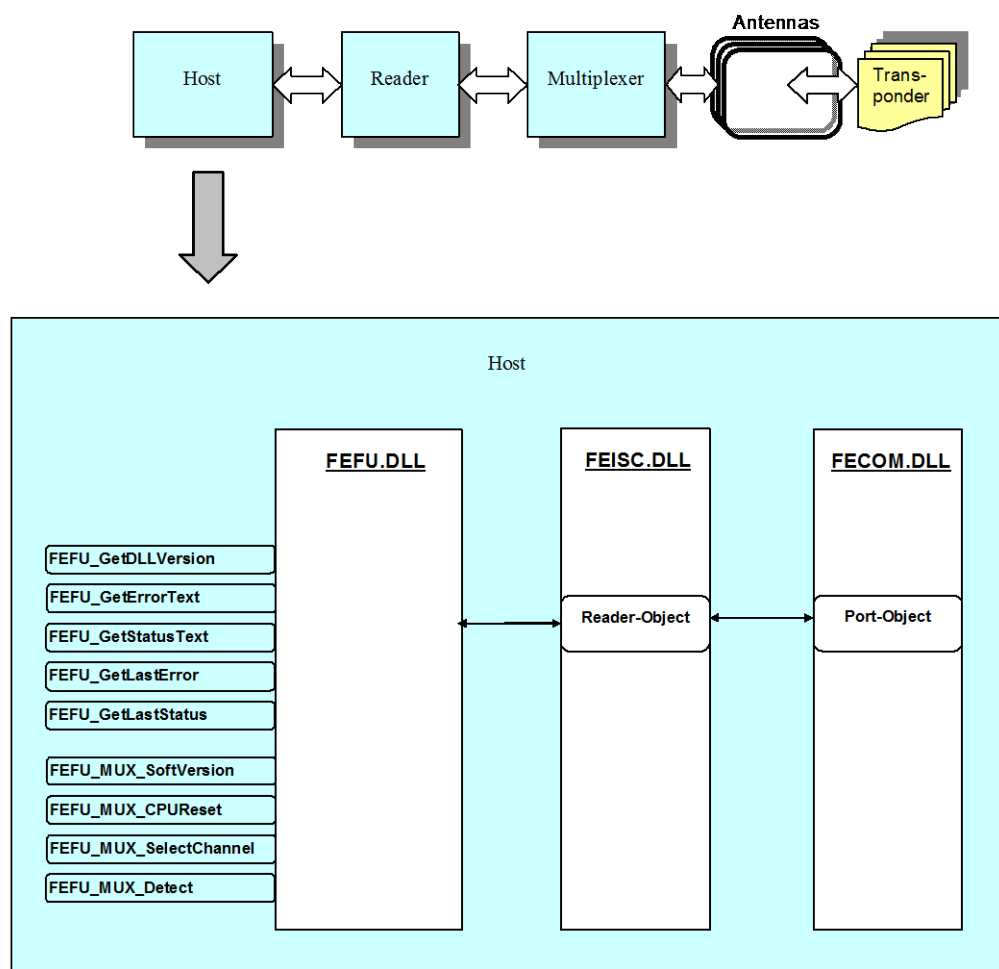 Antennas
Host
Reader
Multiplexer
Trans-
ponder
Host
FEFU.DLL
FEISC.DLL
FECOM.DLL
FEFU_GetDLLVersion
FEFU_GetErrorText
FEFU_GetStatusText
FEFU_GetLastError
FEFU_GetLastStatus
Reader-Object
Port-Object
FEFU_MUX_SoftVersion
FEFU_MUX_CPUReset
FEFU_MUX_SelectChannel
FEFU_MUX_Detect